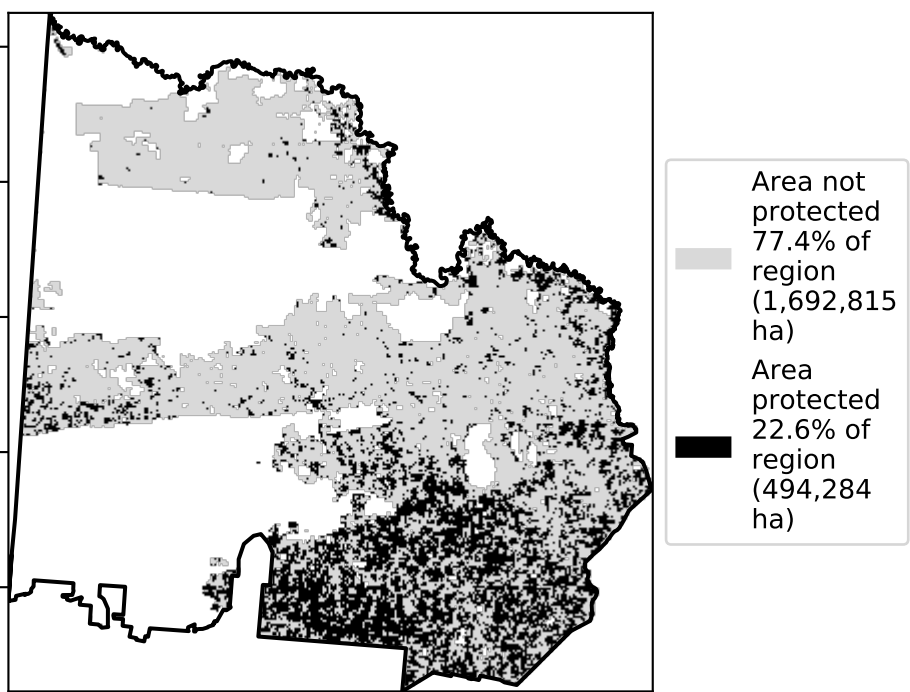 Area not
protected
77.4% of
region
(1,692,815
ha)
Area
protected
22.6% of
region
(494,284
ha)